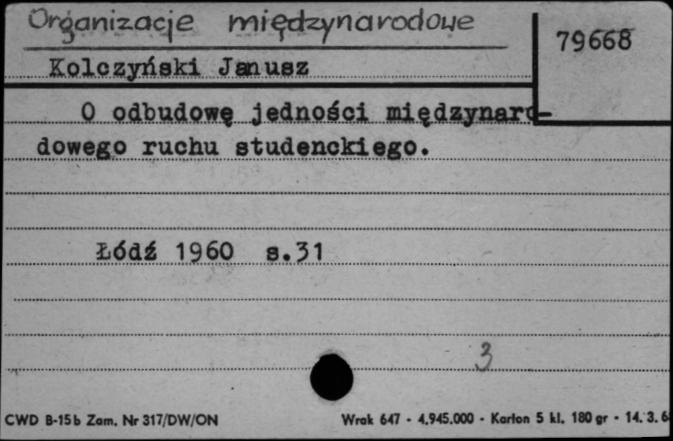 Organizacje międzynarodowe
79668
Kolczyński Janusz
O odbudowę jedności międzynaro-
dowego ruchu studenckiego.
Łódź 1960 s.31
3
CWD B-15b Zam. Nr 317/DW/ON
Wrak 647 - 4.945.000 - Karton 5 kl. 180 gr - 14. 3. 6